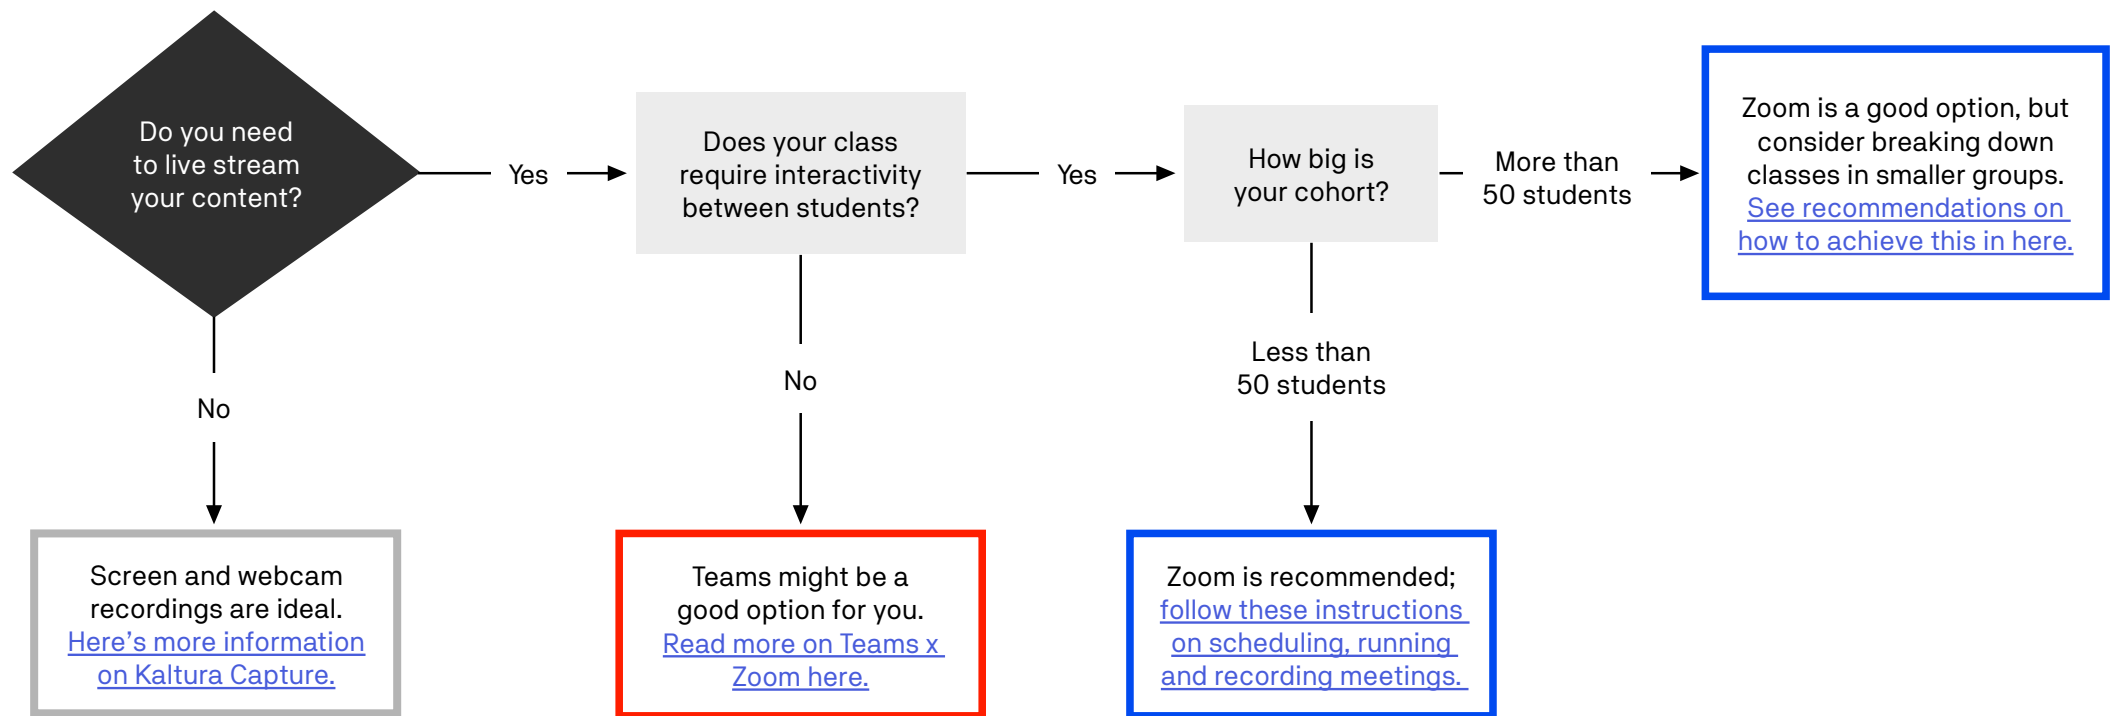 Do you need
to live stream
your content?
Yes
Does your class
require interactivity
between students?
Yes
How big is
your cohort?
More than
50 students
Zoom is a good option, but
consider breaking down
classes in smaller groups.
See recommendations on
how to achieve this in here.
No
No
Less than
50 students
Screen and webcam
recordings are ideal.
Here’s more information
on Kaltura Capture.
Teams might be a
good option for you.
Read more on Teams x
Zoom here.
Zoom is recommended;
follow these instructions
on scheduling, running
and recording meetings.